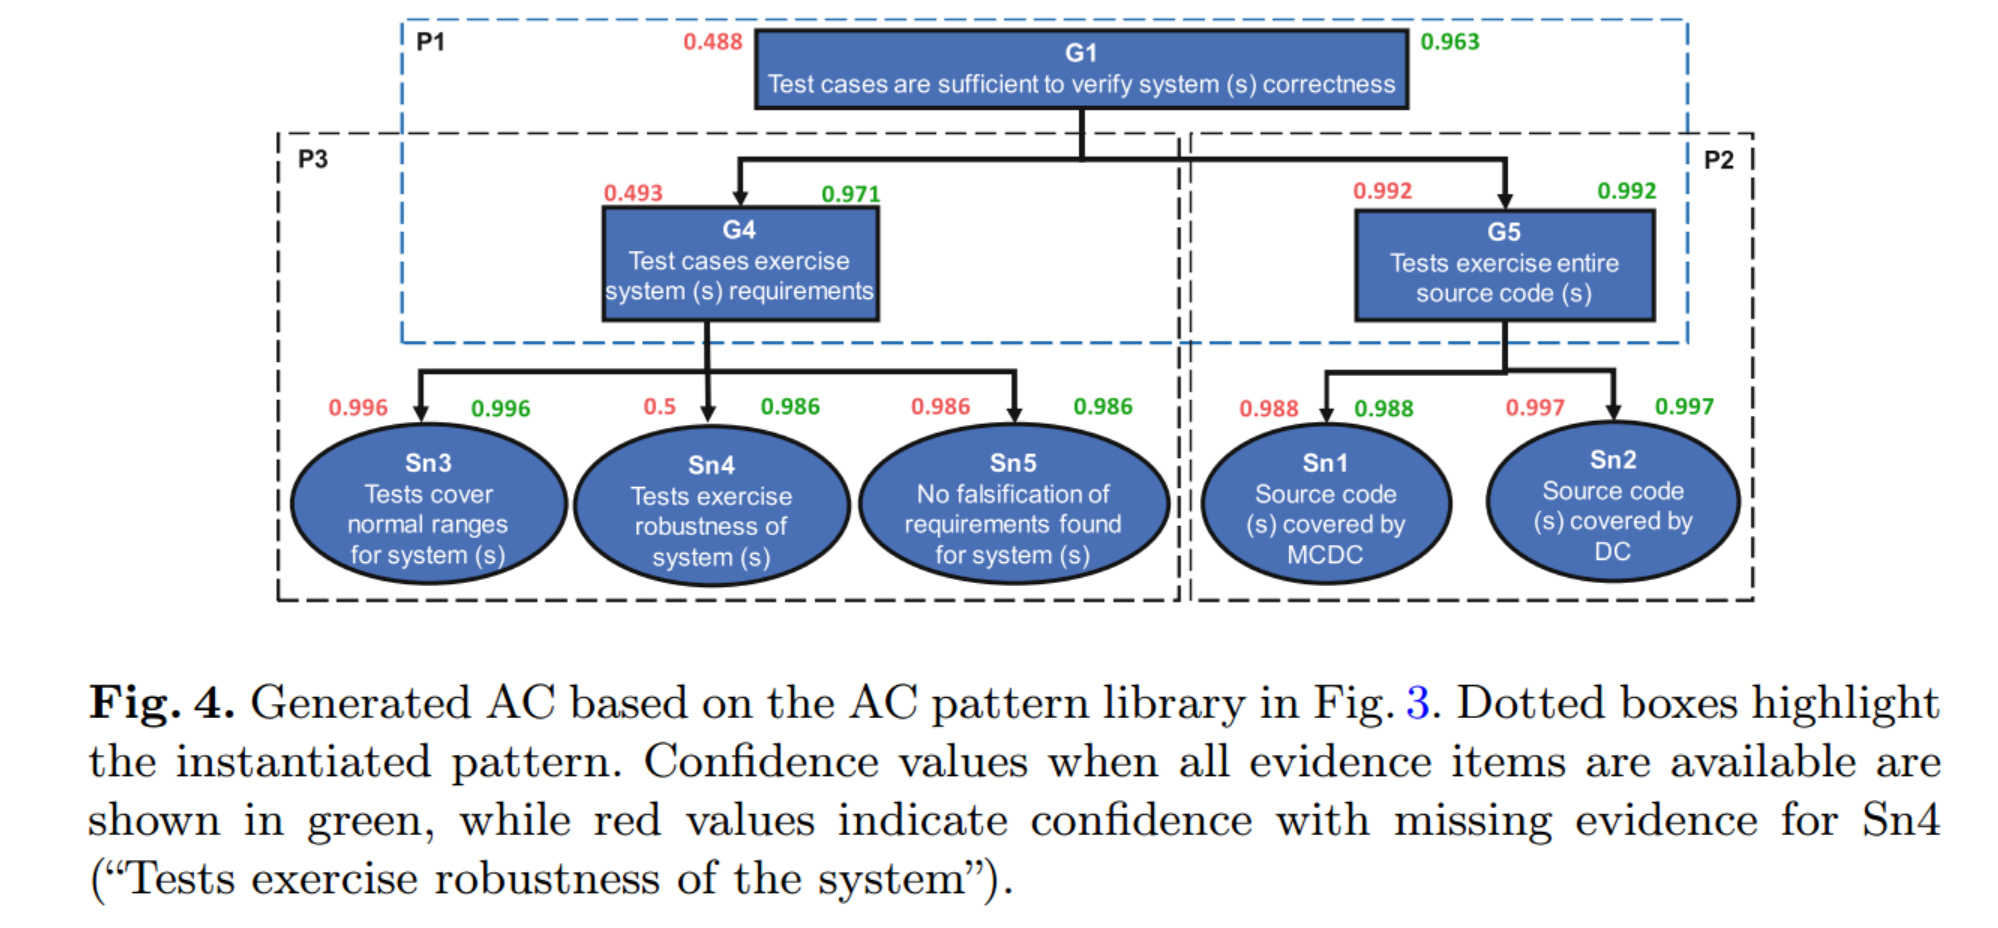 P1
0.488
G1
Test cases are sufficient to verify system (s) correctness
0.963
P3
P2
0.493
0.971
G4
Test cases exercise
system (s) requirements
0.992
0.992
G5
Tests exercise entire
source code (s)
0.996
0.996
Sn3
Tests cover
normal ranges
for system (s)
0.5
0.986
Sn4
Tests exercise
robustness of
system (s)
0.986
0.986
Sn5
No falsification of
requirements found
for system (s)
0.988
0.988
Sn1
Source code
(s) covered by
MCDC
0.997
0.997
Sn2
Source code
(s) covered by
DC
Fig. 4. Generated AC based on the AC pattern library in Fig. 3. Dotted boxes highlight
the instantiated pattern. Confidence values when all evidence items are available are
shown in green, while red values indicate confidence with missing evidence for Sn4
(“Tests exercise robustness of the system”).